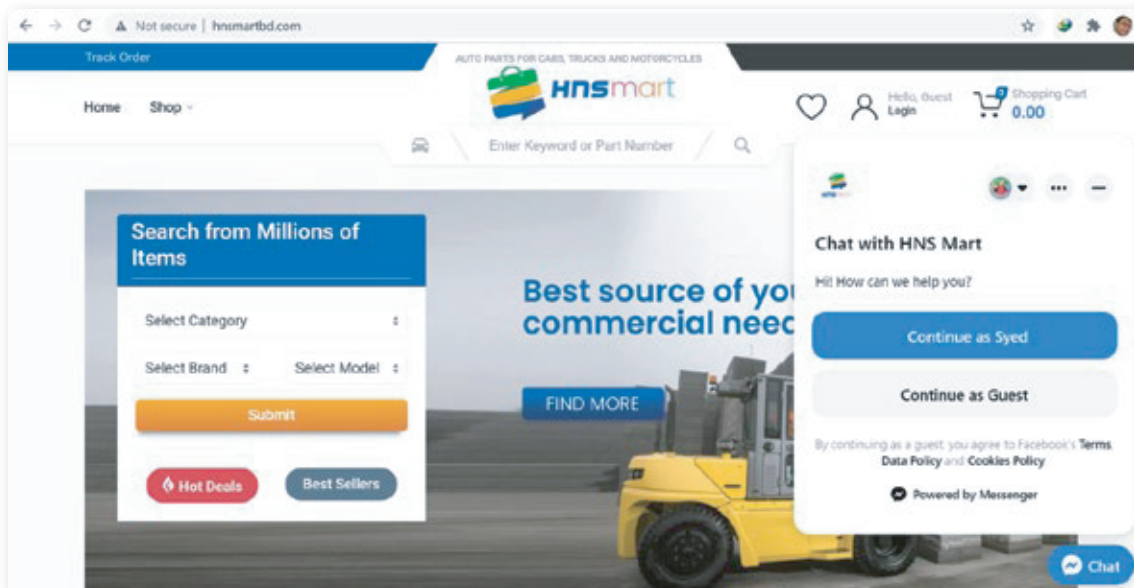 Not secure | hnsmartbd.com
Track Order
AUTO PARTS FOR CARS, TRUCKS AND MOTORCYCLES
HNSmart
Home Shop
Hello, Guest
Login
0
Shopping Cart
0.00
Enter Keyword or Part Number
Search from Millions of
Items
Select Category
Select Brand Select Model
Submit
Hot Deals Best Sellers
Best source of you
commercial need
FIND MORE
Chat with HNS Mart
Hi! How can we help you?
Continue as Syed
Continue as Guest
By continuing as a guest, you agree to Facebook's Terms,
Data Policy and Cookies Policy
Powered by Messenger
Chat